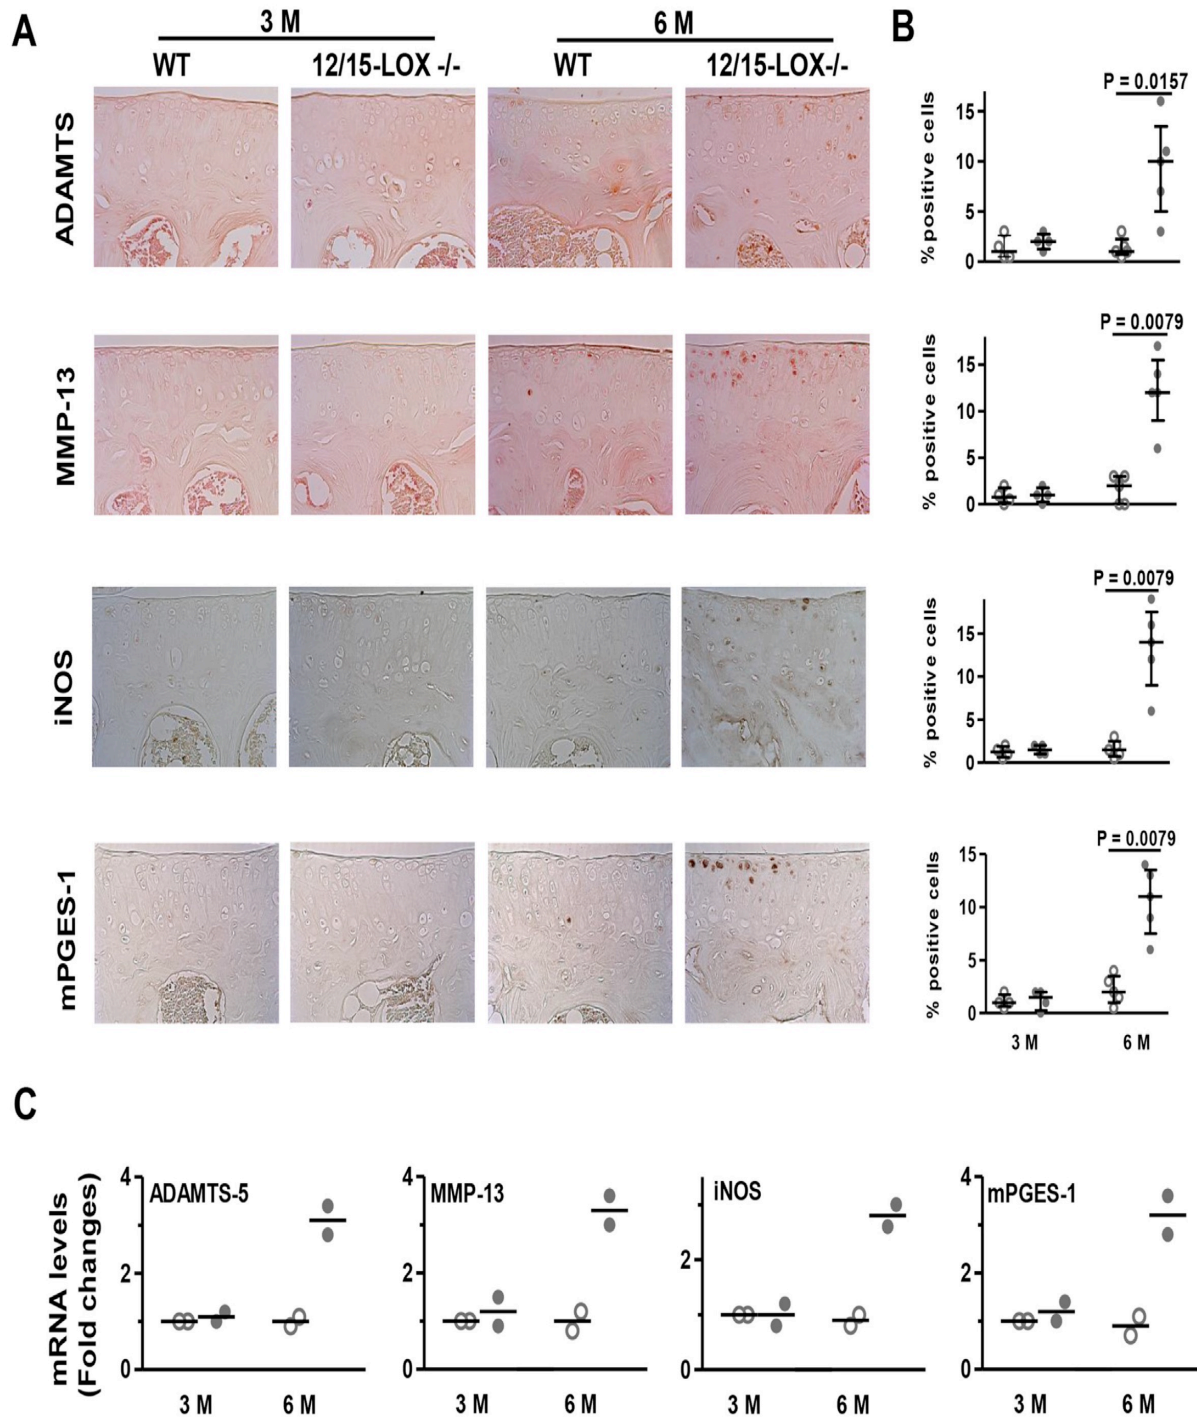 A
3 M
6 M
B
WT
12/15-LOX -/-
WT
12/15-LOX-/-
ADAMTS
P = 0.0157
% positive cells
15
10
5
0
MMP-13
P = 0.0079
% positive cells
15
10
5
0
iNOS
P = 0.0079
% positive cells
15
10
5
0
mPGES-1
P = 0.0079
% positive cells
15
10
5
0
3 M
6 M
C
mRNA levels
(Fold changes)
ADAMTS-5
4
2
0
3 M
6 M
MMP-13
4
2
0
3 M
6 M
iNOS
2
0
3 M
6 M
mPGES-1
4
2
0
3 M
6 M